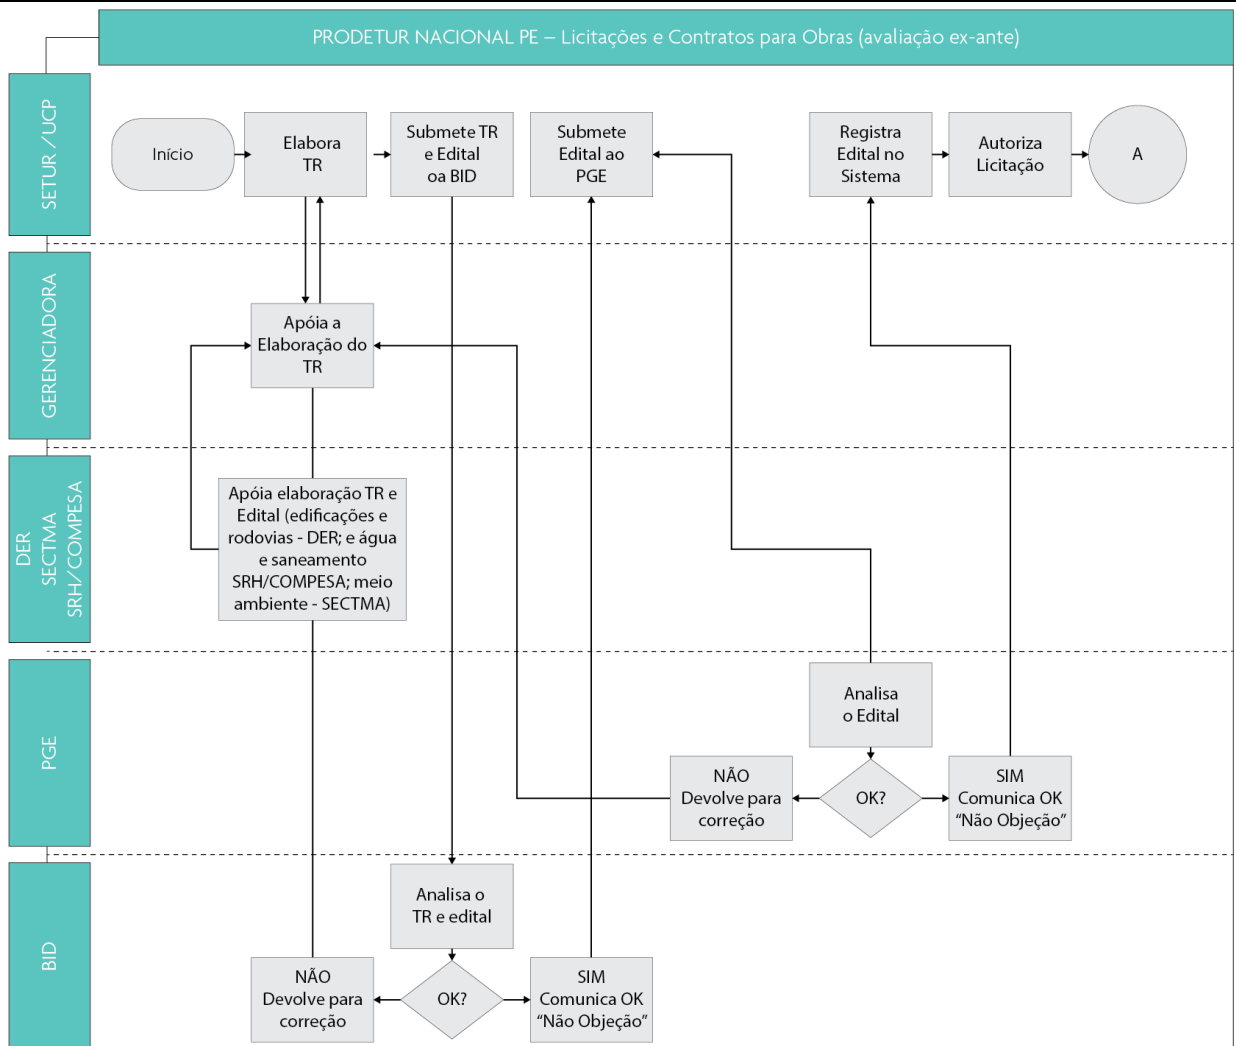 PRODETUR NACIONAL PE – Licitações e Contratos para Obras (avaliação ex-ante)
SETUR /UCP
Início
Elabora
TR
Submete TR
e Edital
oa BID
Submete
Edital ao
PGE
Registra
Edital no
Sistema
Autoriza
Licitação
A
GERENCIADORA
Apóia a
Elaboração do
TR
DER
SECTMA
SRH/COMPESA
Apóia elaboração TR e
Edital (edificações e
rodovias - DER; e água
e saneamento
SRH/COMPESA; meio
ambiente - SECTMA)
PGE
Analisa
o Edital
NÃO
Devolve para
correção
OK?
SIM
Comunica OK
“Não Objeção”
BID
Analisa o
TR e edital
NÃO
Devolve para
correção
OK?
SIM
Comunica OK
“Não Objeção”